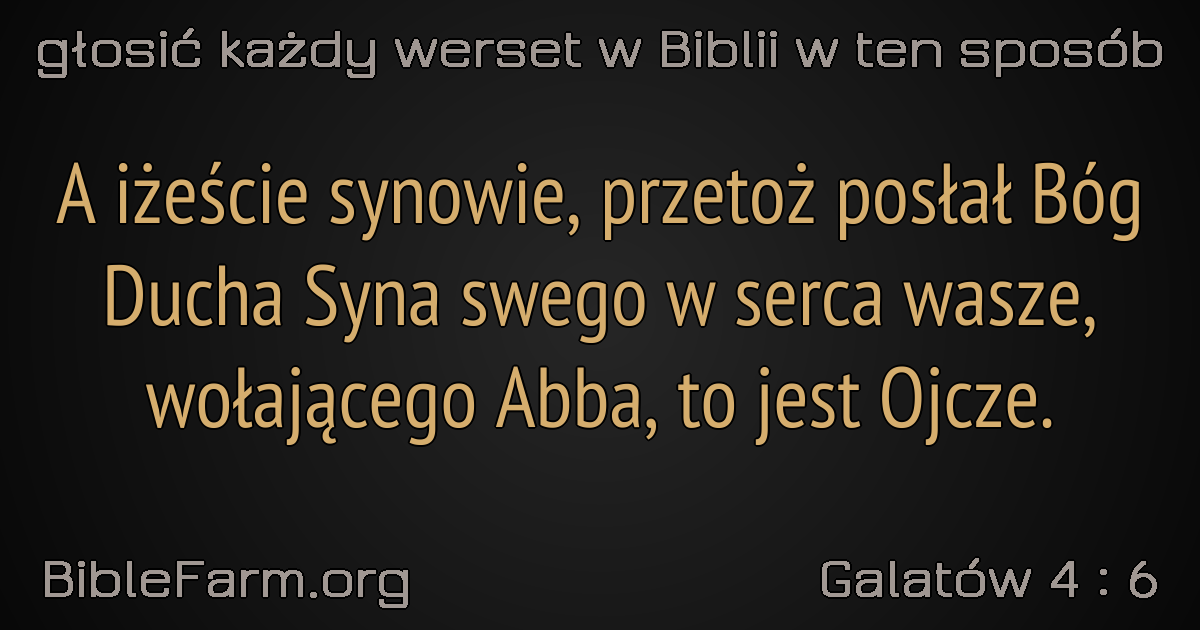 głosić każdy werset w Biblii w ten sposób
A iżeście synowie, przetoż posłał Bóg
Ducha Syna swego w serca wasze,
wołającego Abba, to jest Ojcze.
BibleFarm.org
Galatów 4 : 6